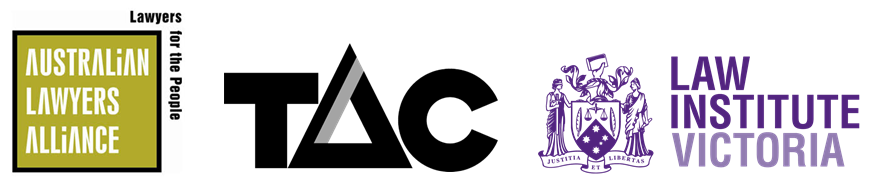 Lawyers
for the People
AUSTRALiAN
LAWYERS
ALLiANCE
TAC
LAW
INSTITUTE
VICTORIA
JUSTITIA ET LIBERTAS